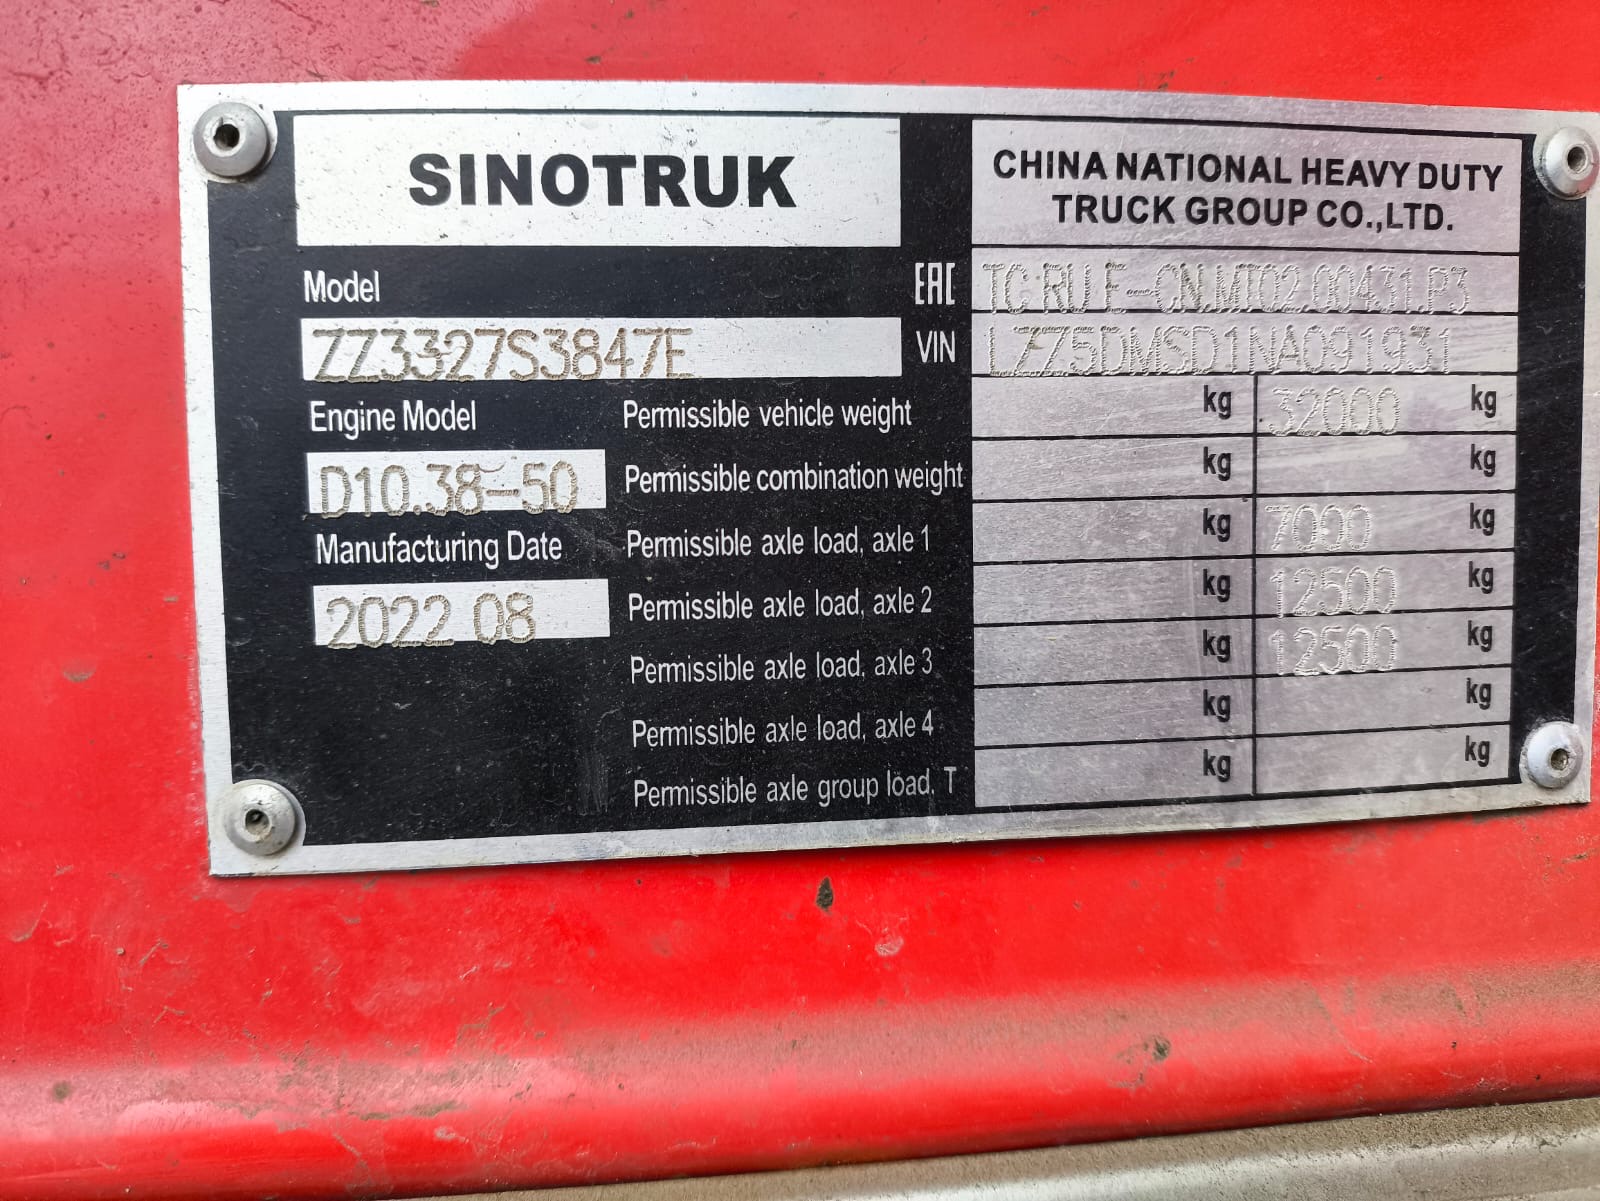 SINOTRUK
CHINA NATIONAL HEAVY DUTY
TRUCK GROUP CO.,LTD.
Model
ZZ3327S3847E
EAC TC RU E-CN.MT02.00431.P3
VIN LZZ5DMSD1NA091931
Engine Model
D10.38-50
Manufacturing Date
2022 08
Permissible vehicle weight kg 32000 kg
Permissible combination weight kg kg
Permissible axle load, axle 1 kg 7000 kg
Permissible axle load, axle 2 kg 12500 kg
Permissible axle load, axle 3 kg 12500 kg
Permissible axle load, axle 4 kg kg
Permissible axle group load. T kg kg